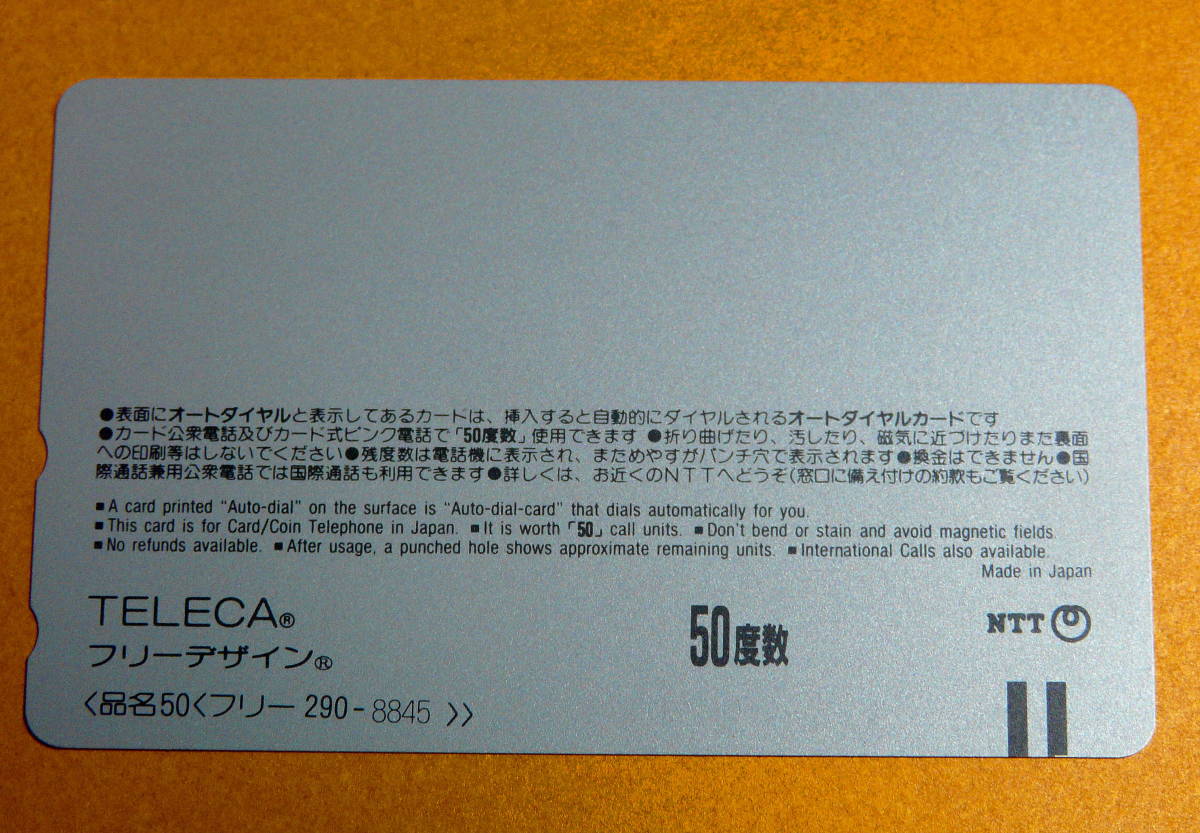 ●表面にオートダイヤルと表示してあるカードは、挿入すると自動的にダイヤルされるオートダイヤルカードです
●カード公衆電話及びカード式ピンク電話で「50度数」使用できます ●折り曲げたり、汚したり、磁気に近づけたりまた裏面
への印刷等はしないでください●残度数は電話機に表示され、まためやすがパンチ穴で表示されます●換金はできません●国
際通話兼用公衆電話では国際通話も利用できます●詳しくは、お近くのNTTへどうぞ(窓口に備え付けの約款もご覧ください)
■A card printed "Auto-dial" on the surface is "Auto-dial-card" that dials automatically for you.
■This card is for Card/Coin Telephone in Japan. ■It is worth「50」call units. ■Don't bend or stain and avoid magnetic fields.
■No refunds available. ■After usage, a punched hole shows approximate remaining units. ■International Calls also available.
Made in Japan
TELECA®
フリーデザイン®
50度数
NTT
〈品名50〈フリー 290-8845 》